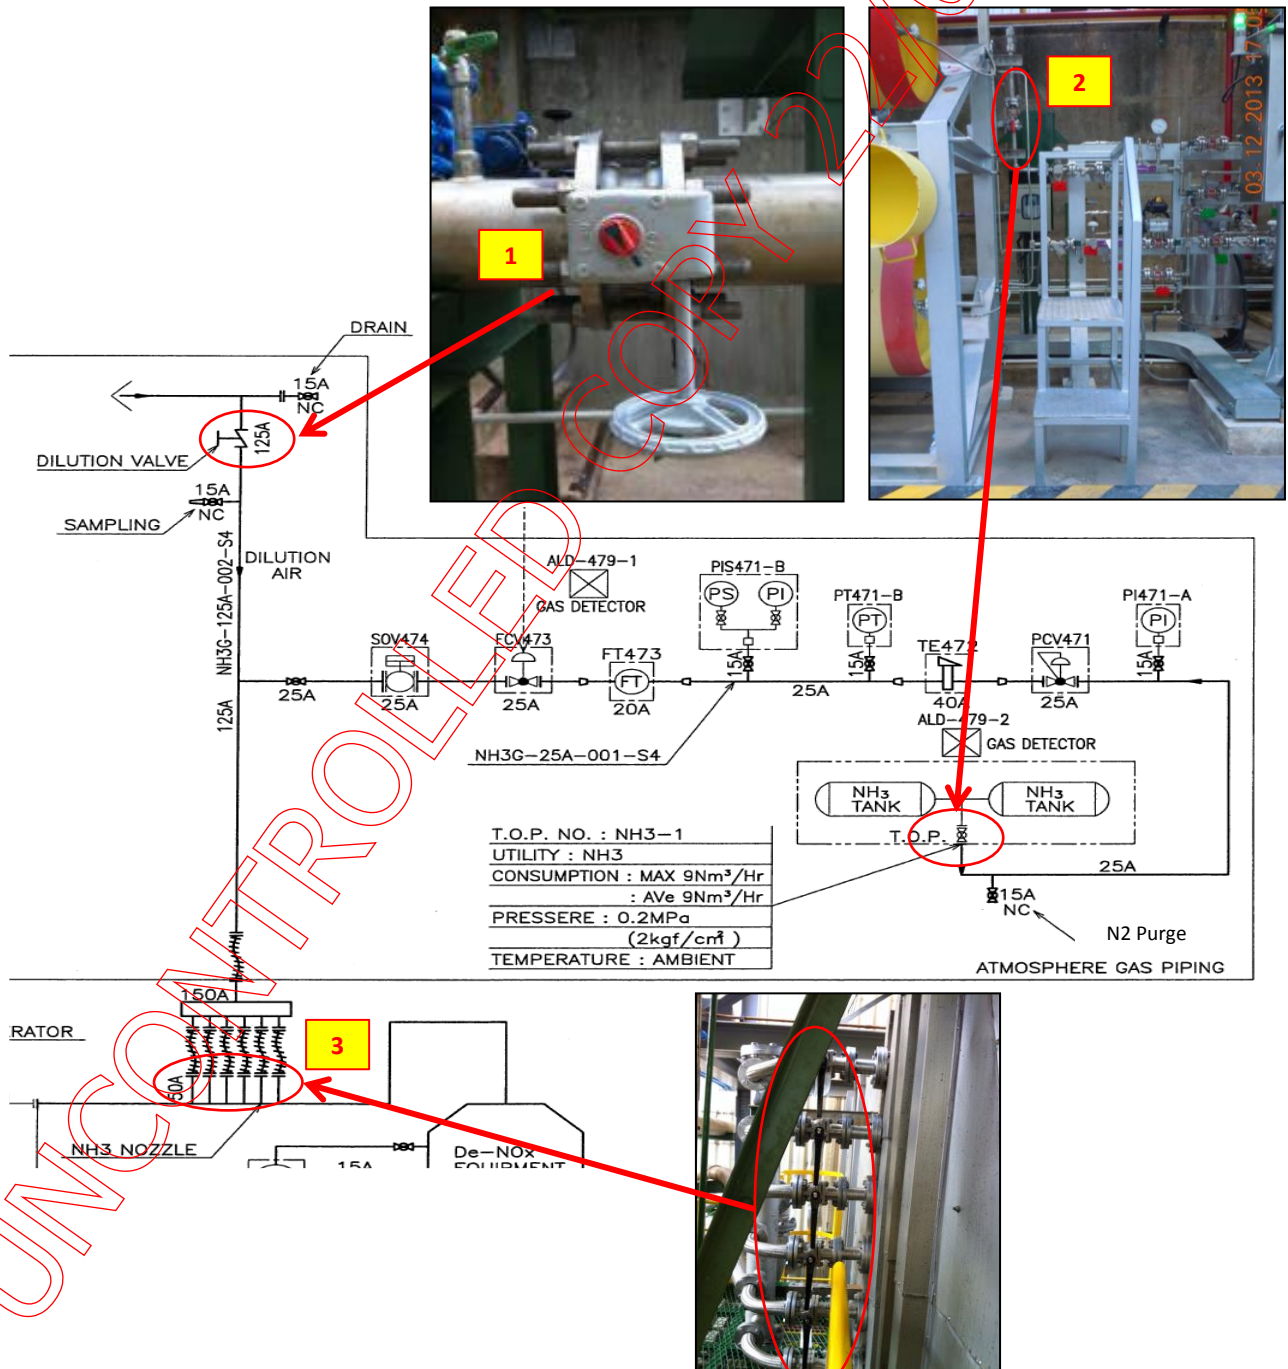 1
2
03 12 2013 17 05
DRAIN
15A
NC
125A
DILUTION VALVE
15A
NC
SAMPLING
NH3G-125A-002-S4
DILUTION
AIR
125A
ALD-479-1
GAS DETECTOR
PIS471-B
PS
PI
PT471-B
PT
PI471-A
PI
SOV474
FCV473
FT473
FT
TE472
PCV471
15A
15A
15A
25A
25A
25A
20A
25A
40A
25A
ALD-479-2
GAS DETECTOR
NH3G-25A-001-S4
NH3
TANK
NH3
TANK
T.O.P.
T.O.P. NO. : NH3-1
UTILITY : NH3
CONSUMPTION : MAX 9Nm³/Hr
: AVe 9Nm³/Hr
PRESSERE : 0.2MPa
(2kgf/cm²)
TEMPERATURE : AMBIENT
25A
15A
NC
N2 Purge
ATMOSPHERE GAS PIPING
150A
RATOR
3
50A
NH3 NOZZLE
15A
De-NOx
EQUIPMENT
UNCONTROLLED COPY